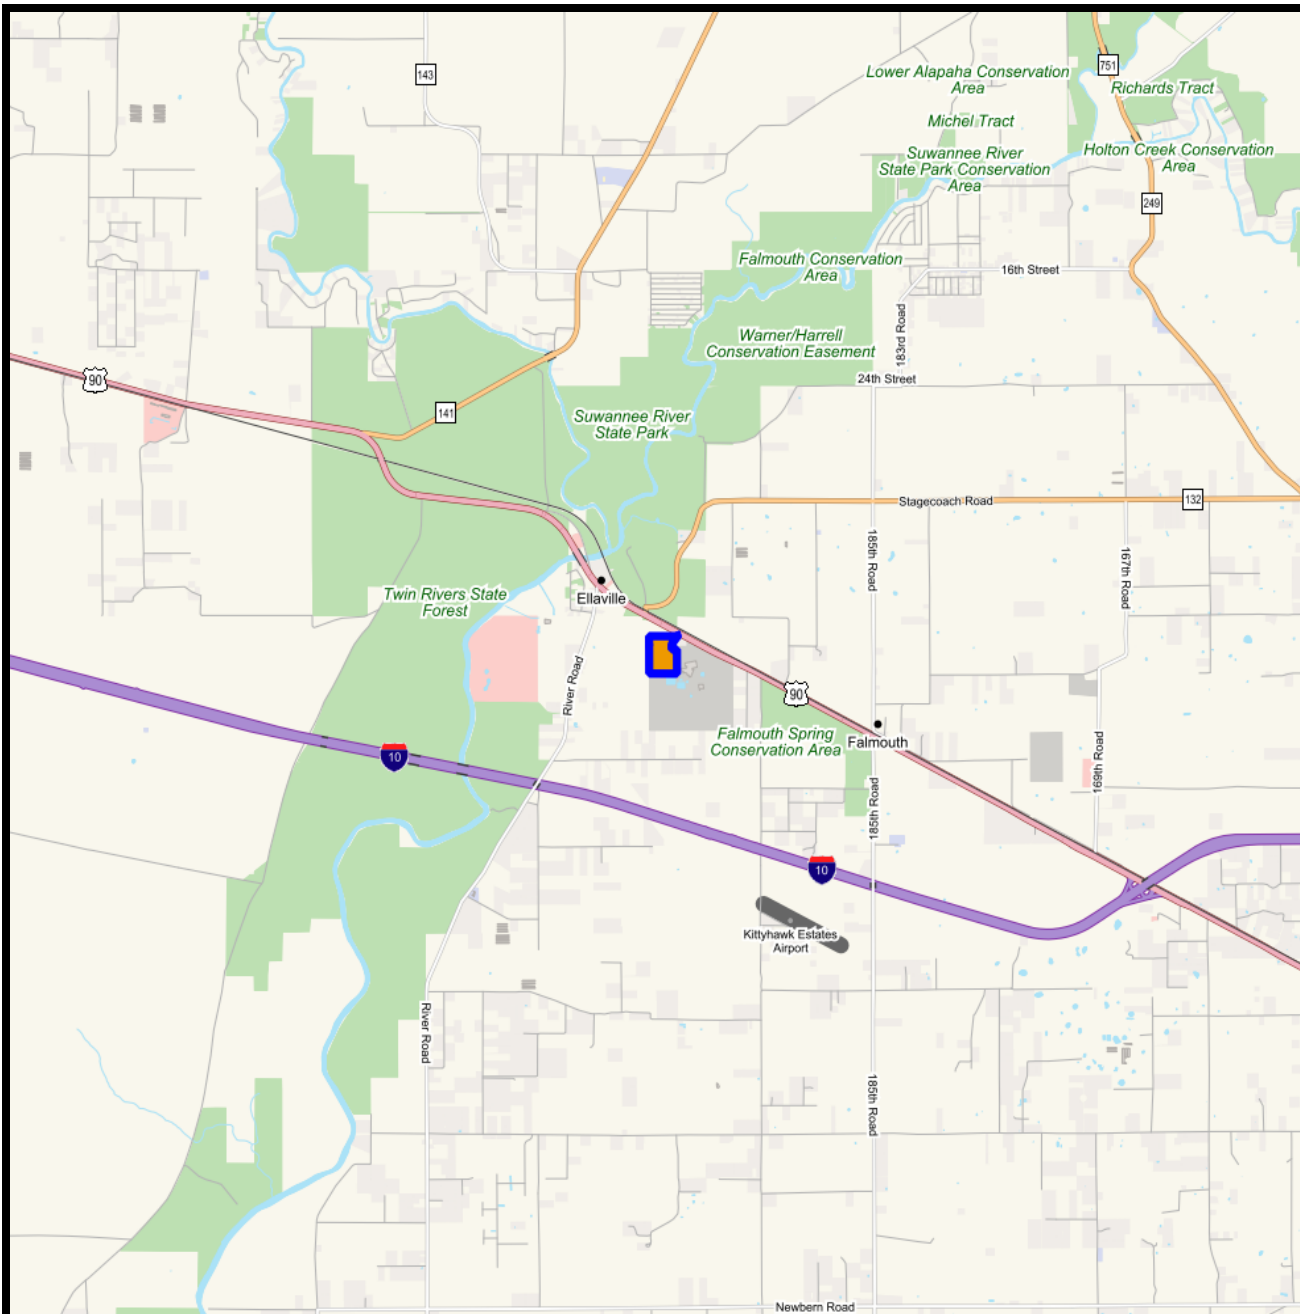 143
751
Lower Alapaha Conservation
Area
Richards Tract
Michel Tract
Suwannee River
State Park Conservation
Area
Holton Creek Conservation
Area
249
Falmouth Conservation
Area
16th Street
183rd Road
Warner/Harrell
Conservation Easement
90
24th Street
141
Suwannee River
State Park
Stagecoach Road
132
185th Road
167th Road
Twin Rivers State
Forest
Ellaville
River Road
90
Falmouth Spring
Conservation Area
Falmouth
10
169th Road
185th Road
10
Kittyhawk Estates
Airport
River Road
185th Road
Newbern Road